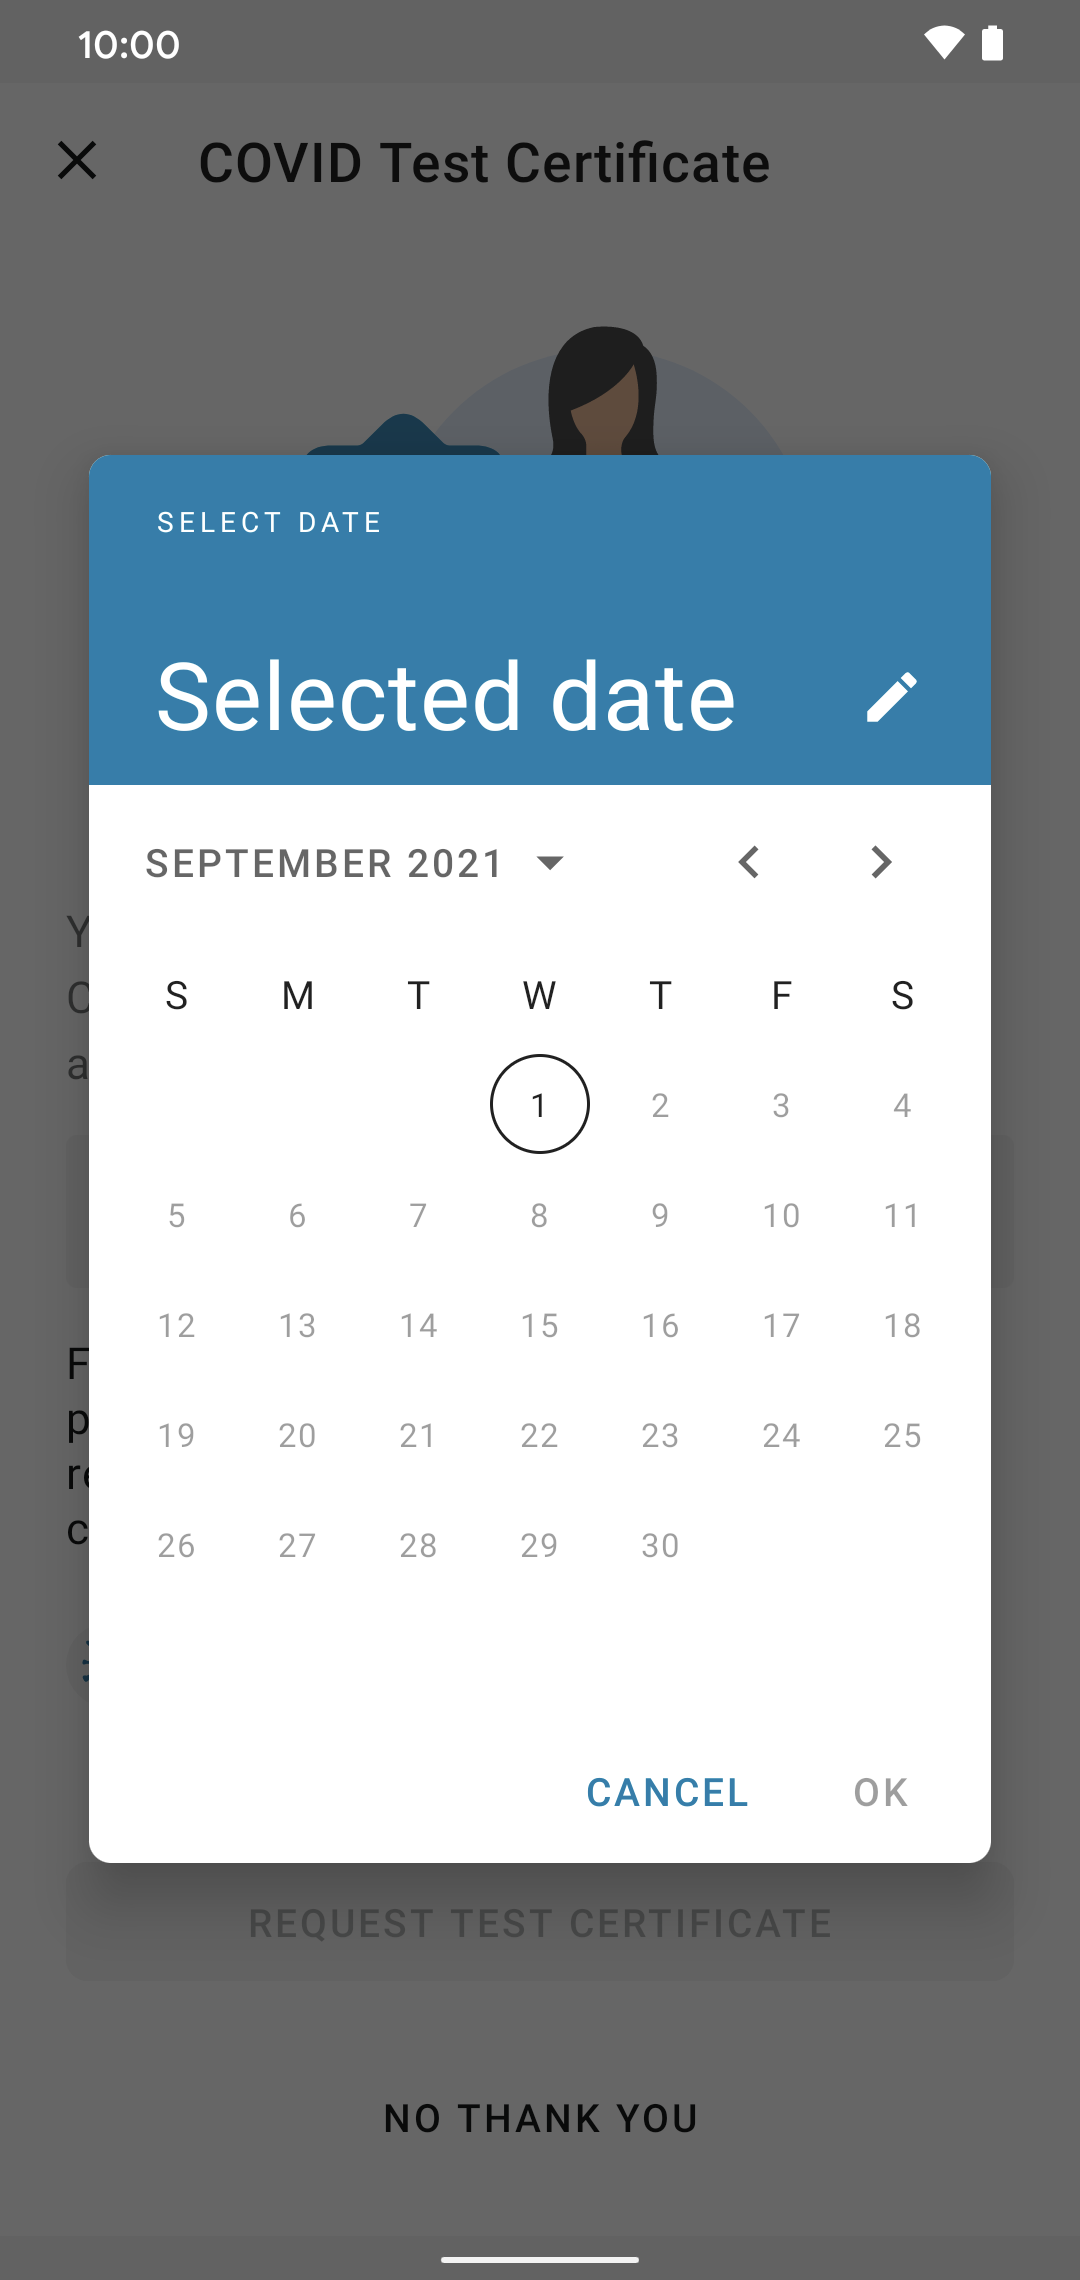 10:00
COVID Test Certificate
SELECT DATE
Selected date
SEPTEMBER 2021
S M T W T F S
1 2 3 4
5 6 7 8 9 10 11
12 13 14 15 16 17 18
19 20 21 22 23 24 25
26 27 28 29 30
CANCEL OK
REQUEST TEST CERTIFICATE
NO THANK YOU